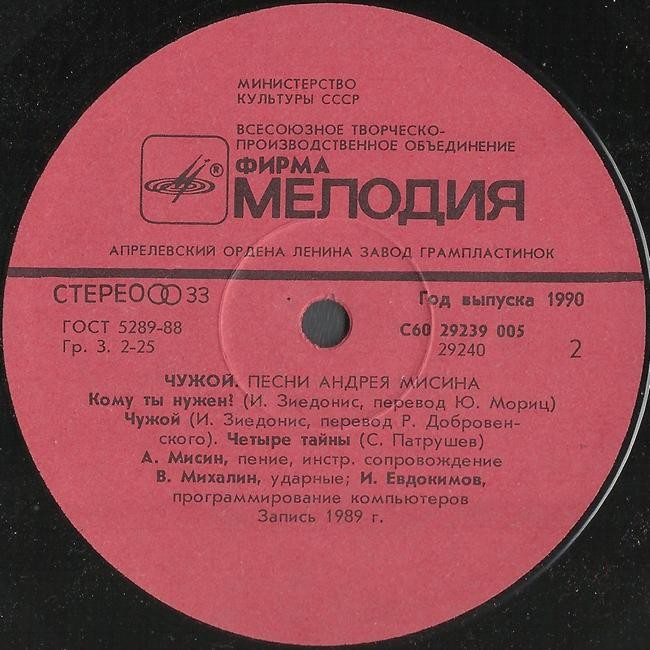 МИНИСТЕРСТВО
КУЛЬТУРЫ СССР
ВСЕСОЮЗНОЕ ТВОРЧЕСКО-
ПРОИЗВОДСТВЕННОЕ ОБЪЕДИНЕНИЕ
ФИРМА
®
МЕЛОДИЯ
АПРЕЛЕВСКИЙ ОРДЕНА ЛЕНИНА ЗАВОД ГРАМПЛАСТИНОК
СТЕРЕО 33
Год выпуска 1990
ГОСТ 5289-88
С60 29239 005
Гр. 3. 2-25
29240
2
ЧУЖОЙ. ПЕСНИ АНДРЕЯ МИСИНА
Кому ты нужен? (И. Зиедонис, перевод Ю. Мориц)
Чужой (И. Зиедонис, перевод Р. Добровен-
ского). Четыре тайны (С. Патрушев)
А. Мисин, пение, инстр. сопровождение
В. Михалин, ударные; И. Евдокимов,
программирование компьютеров
Запись 1989 г.